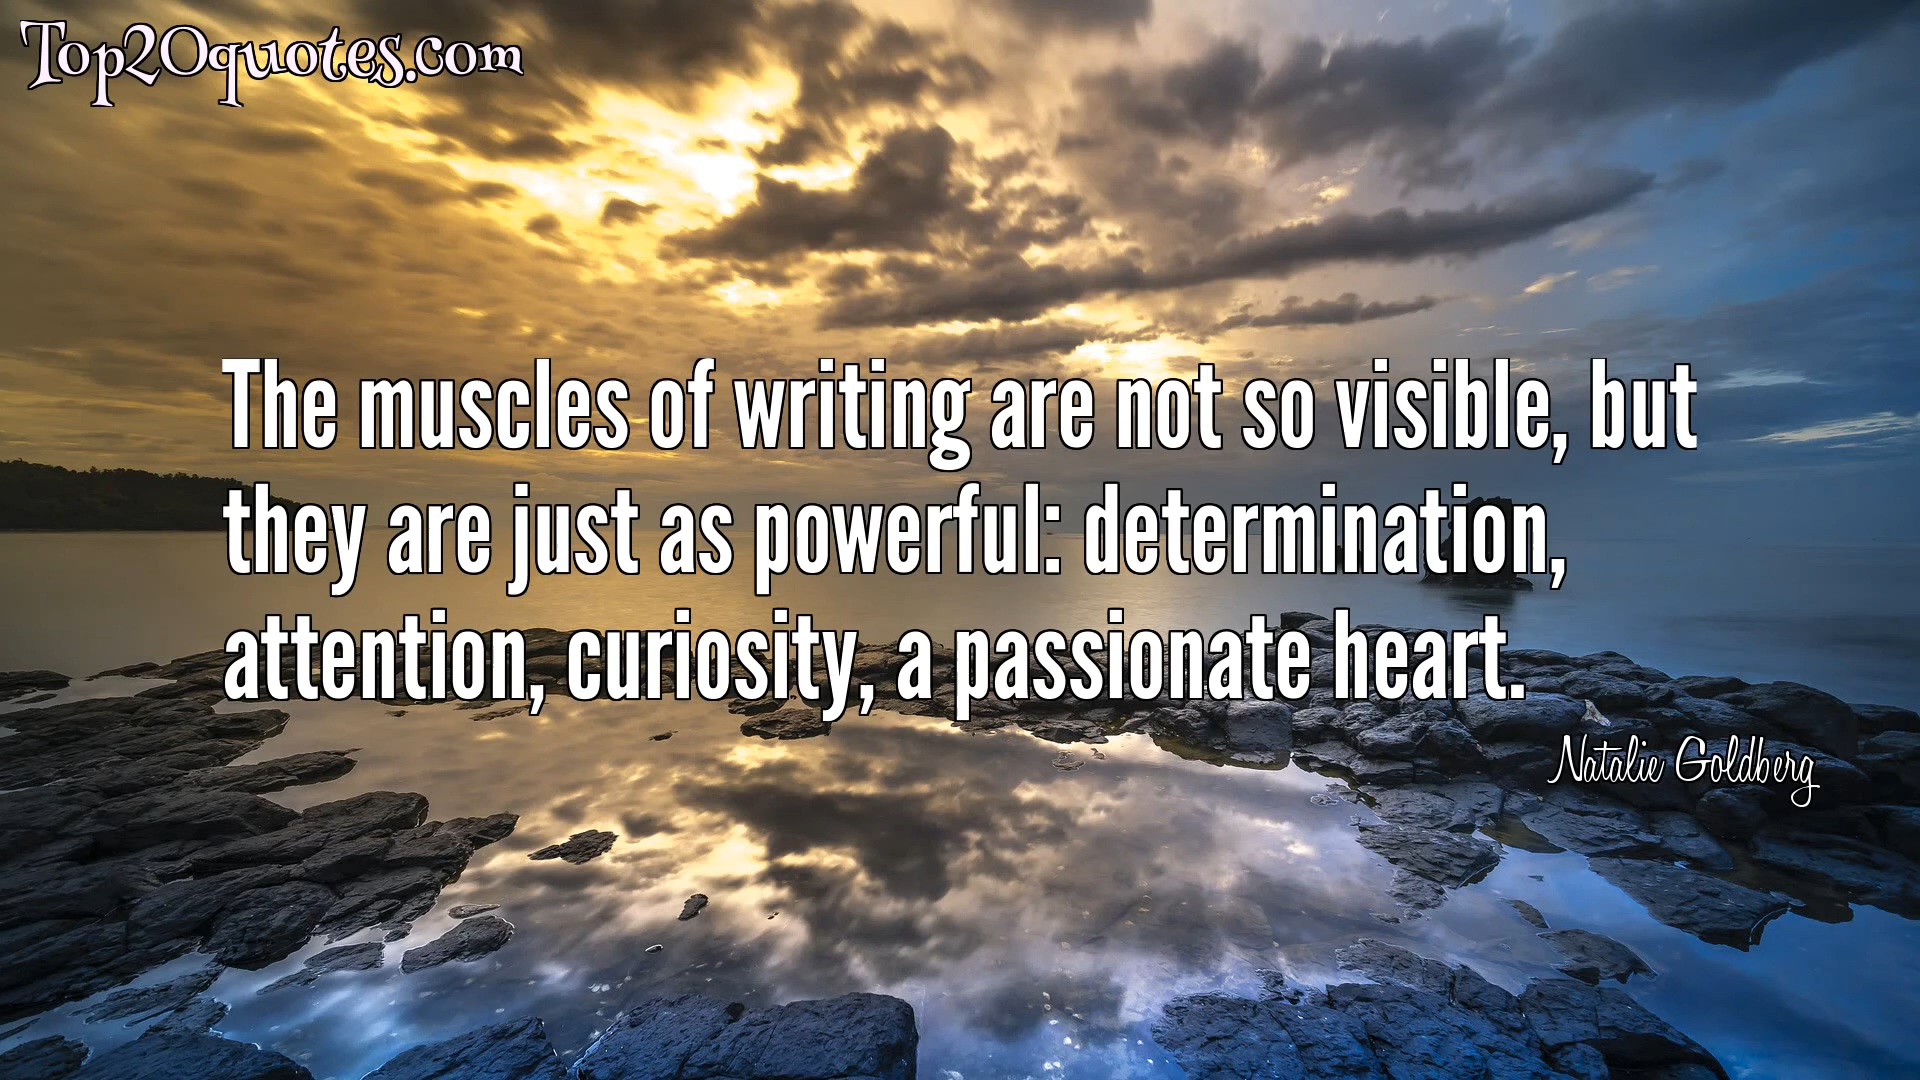 Top20quotes.com
The muscles of writing are not so visible, but
they are just as powerful: determination,
attention, curiosity, a passionate heart.
Natalie Goldberg